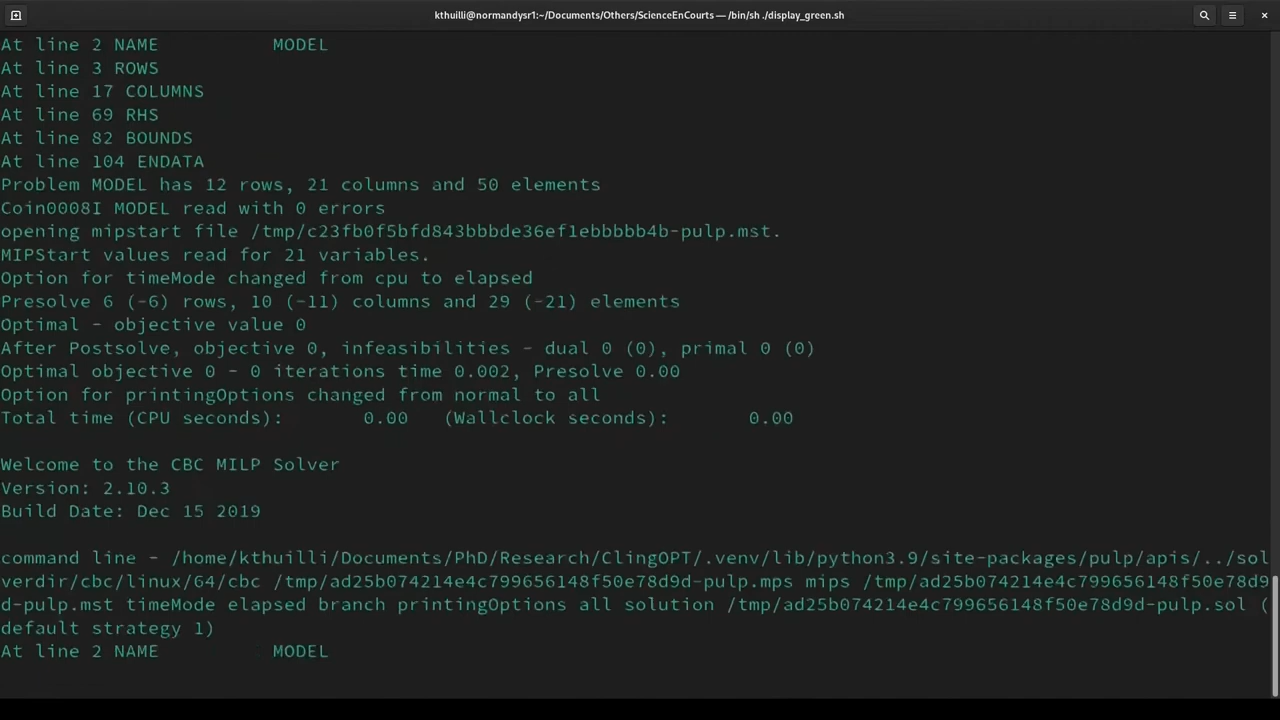 kthuilli@normandysr1:~/Documents/Others/ScienceEnCourts — /bin/sh ./display_green.sh
At line 2 NAME          MODEL
At line 3 ROWS
At line 17 COLUMNS
At line 69 RHS
At line 82 BOUNDS
At line 104 ENDATA
Problem MODEL has 12 rows, 21 columns and 50 elements
Coin0008I MODEL read with 0 errors
opening mipstart file /tmp/c23fb0f5bfd843bbbde36ef1ebbbbb4b-pulp.mst.
MIPStart values read for 21 variables.
Option for timeMode changed from cpu to elapsed
Presolve 6 (-6) rows, 10 (-11) columns and 29 (-21) elements
Optimal - objective value 0
After Postsolve, objective 0, infeasibilities - dual 0 (0), primal 0 (0)
Optimal objective 0 - 0 iterations time 0.002, Presolve 0.00
Option for printingOptions changed from normal to all
Total time (CPU seconds):       0.00   (Wallclock seconds):       0.00
Welcome to the CBC MILP Solver
Version: 2.10.3
Build Date: Dec 15 2019
command line - /home/kthuilli/Documents/PhD/Research/ClingOPT/.venv/lib/python3.9/site-packages/pulp/apis/../sol
verdir/cbc/linux/64/cbc /tmp/ad25b074214e4c799656148f50e78d9d-pulp.mps mips /tmp/ad25b074214e4c799656148f50e78d9
d-pulp.mst timeMode elapsed branch printingOptions all solution /tmp/ad25b074214e4c799656148f50e78d9d-pulp.sol (
default strategy 1)
At line 2 NAME          MODEL